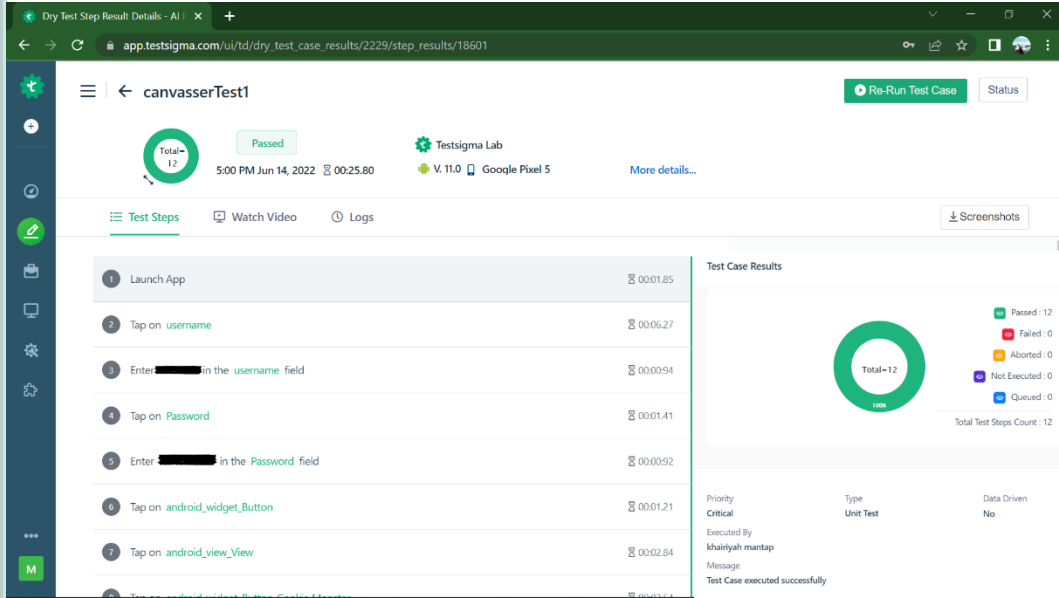 Dry Test Step Result Details - AI
app.testsigma.com/ui/td/dry_test_case_results/2229/step_results/18601
canvasserTest1
Re-Run Test Case
Status
Total=
12
Passed
5:00 PM Jun 14, 2022 00:25.80
Testsigma Lab
V. 11.0 Google Pixel 5
More details...
Test Steps
Watch Video
Logs
Screenshots
1 Launch App 00:01.85
2 Tap on username 00:06.27
3 Enter in the username field 00:00:94
4 Tap on Password 00:01.41
5 Enter in the Password field 00:00:92
6 Tap on android_widget_Button 00:01.21
7 Tap on android_view_View 00:02.84
Tap on android_widget_Button_Cookie_Monster
M
Test Case Results
Total=12
100%
Passed : 12
Failed : 0
Aborted : 0
Not Executed : 0
Queued : 0
Total Test Steps Count : 12
Priority
Critical
Type
Unit Test
Data Driven
No
Executed By
khairiyah mantap
Message
Test Case executed successfully